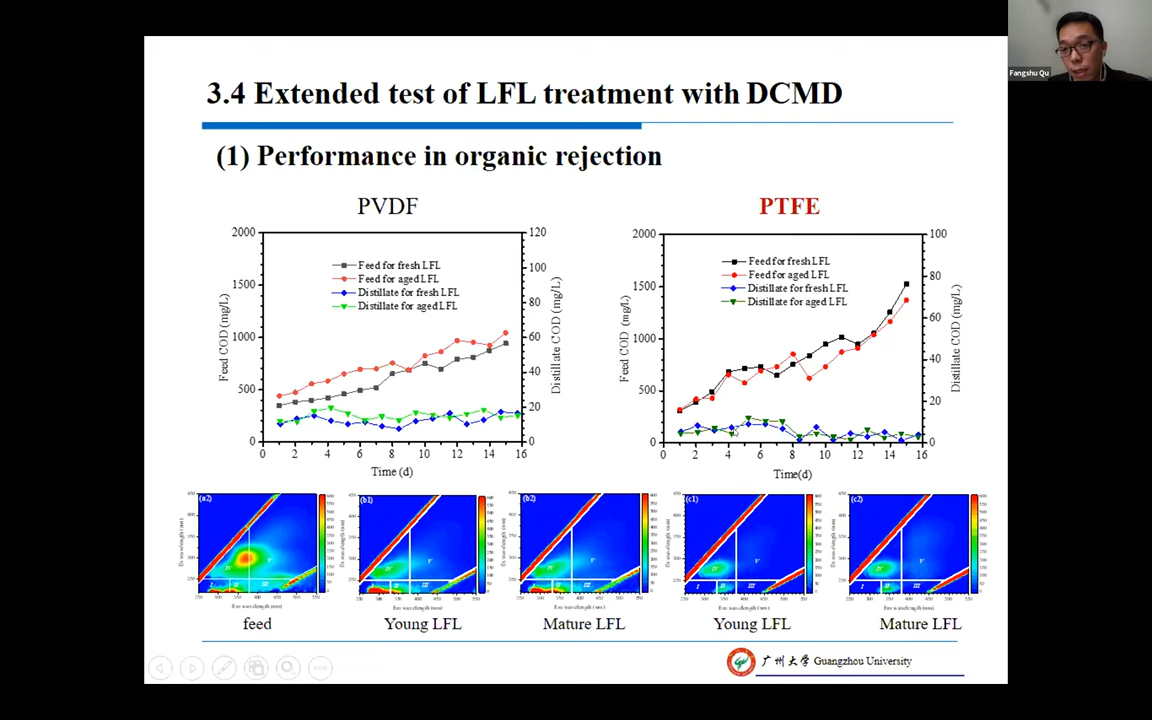 Fangshu Qu
3.4 Extended test of LFL treatment with DCMD
(1) Performance in organic rejection
PVDF
PTFE
2000
1500
1000
500
0
120
100
80
60
40
20
0
Feed for fresh LFL
Feed for aged LFL
Distillate for fresh LFL
Distillate for aged LFL
Feed COD (mg/L)
Distillate COD (mg/L)
0 2 4 6 8 10 12 14 16
Time (d)
2000
1500
1000
500
0
100
80
60
40
20
0
Feed for fresh LFL
Feed for aged LFL
Distillate for fresh LFL
Distillate for aged LFL
Feed COD (mg/L)
Distillate COD (mg/L)
0 2 4 6 8 10 12 14 16
Time(d)
(a2)
(b1)
(b2)
(c1)
(c2)
feed
Young LFL
Mature LFL
Young LFL
Mature LFL
广州大学 Guangzhou University